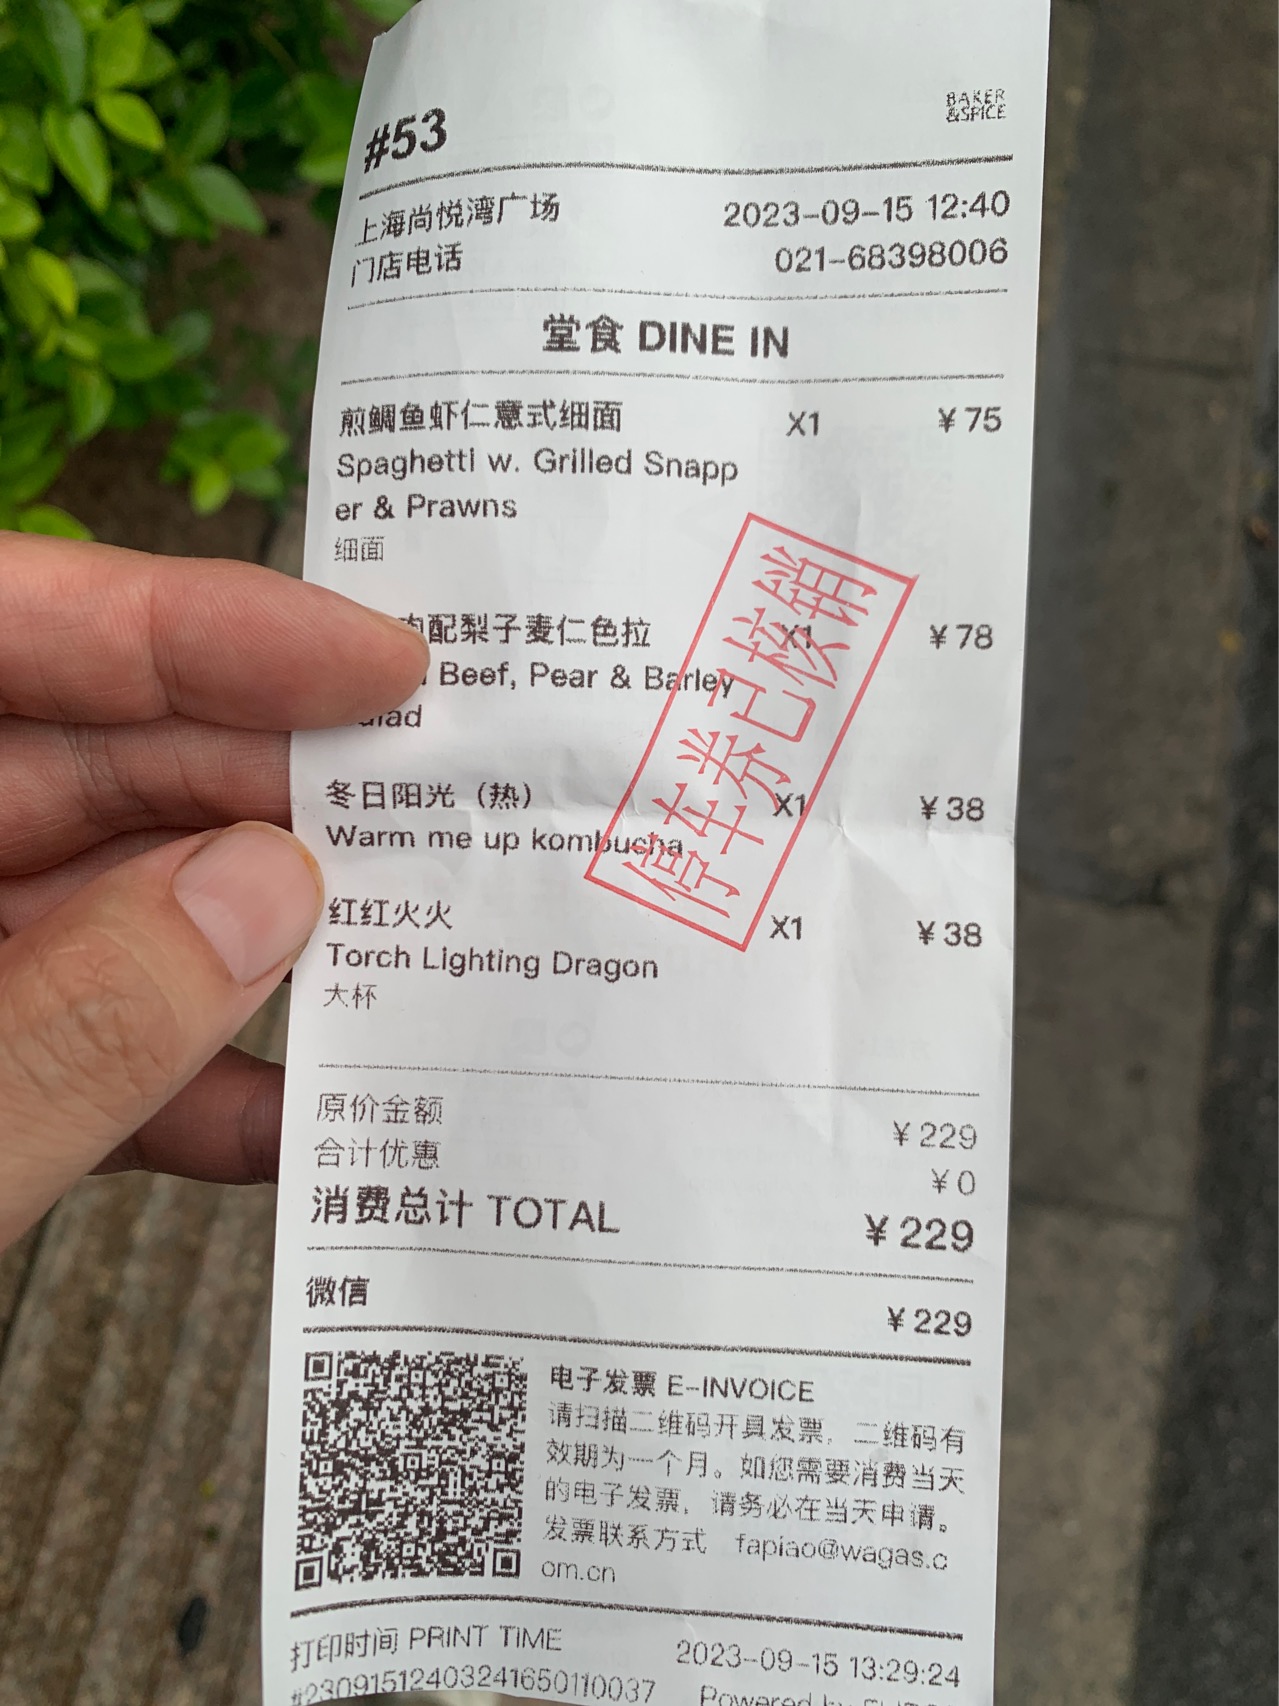 #53
BAKER
&SPICE
上海尚悦湾广场 2023-09-15 12:40
门店电话 021-68398006
堂食 DINE IN
煎鲷鱼虾仁意式细面 X1 ¥75
Spaghetti w. Grilled Snapp
er & Prawns
细面
配梨子麦仁色拉 X1 ¥78
Beef, Pear & Barley
冬日阳光（热） X1 ¥38
Warm me up kombucha
红红火火 X1 ¥38
Torch Lighting Dragon
大杯
停车券已核销
原价金额 ¥229
合计优惠 ¥0
消费总计 TOTAL ¥229
微信 ¥229
电子发票 E-INVOICE
请扫描二维码开具发票，二维码有
效期为一个月。如您需要消费当天
的电子发票，请务必在当天申请。
发票联系方式 fapiao@wagas.c
om.cn
打印时间 PRINT TIME 2023-09-15 13:29:24
#230915124032416501​10037
Powered by